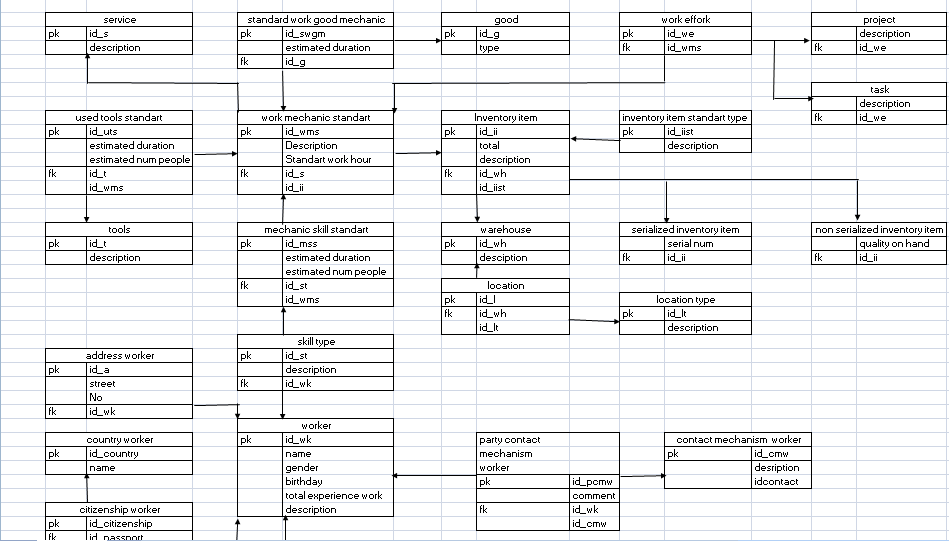 service
pk id_s
description
standard work good mechanic
pk id_swgm
estimated duration
fk id_g
good
pk id_g
type
work effork
pk id_we
fk id_wms
project
description
fk id_we
task
description
fk id_we
used tools standart
pk id_uts
estimated duration
estimated num people
fk id_t
id_wms
work mechanic standart
pk id_wms
Description
Standart work hour
fk id_s
id_ii
Inventory item
pk id_ii
total
description
fk id_wh
id_iist
inventory item standart type
pk id_iist
description
tools
pk id_t
description
mechanic skill standart
pk id_mss
estimated duration
estimated num people
fk id_st
id_wms
warehouse
pk id_wh
desciption
serialized inventory item
serial num
fk id_ii
non serialized inventory item
quality on hand
fk id_ii
location
pk id_l
fk id_wh
id_lt
location type
pk id_lt
description
skill type
pk id_st
description
fk id_wk
address worker
pk id_a
street
No
fk id_wk
country worker
pk id_country
name
worker
pk id_wk
name
gender
birthday
total experience work
description
party contact
mechanism
worker
pk id_pcmw
comment
fk id_wk
id_cmw
contact mechanism worker
pk id_cmw
desription
idcontact
citizenship worker
pk id_citizenship
fk id_passport